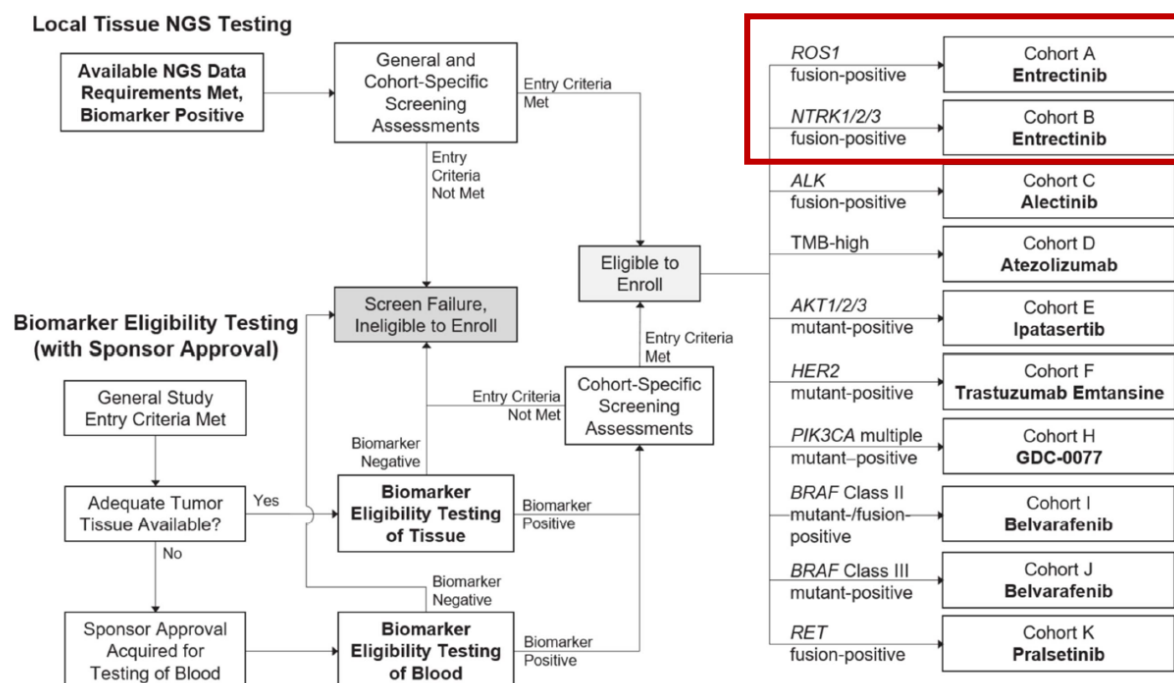 Local Tissue NGS Testing
Available NGS Data
Requirements Met,
Biomarker Positive
General and
Cohort-Specific
Screening
Assessments
Entry Criteria
Met
Entry
Criteria
Not Met
Eligible to
Enroll
Screen Failure,
Ineligible to Enroll
Biomarker Eligibility Testing
(with Sponsor Approval)
General Study
Entry Criteria Met
Adequate Tumor
Tissue Available?
Yes
No
Sponsor Approval
Acquired for
Testing of Blood
Biomarker
Negative
Biomarker
Eligibility Testing
of Tissue
Biomarker
Positive
Biomarker
Negative
Biomarker
Eligibility Testing
of Blood
Biomarker
Positive
Entry Criteria
Not Met
Cohort-Specific
Screening
Assessments
Entry Criteria
Met
ROS1
fusion-positive
Cohort A
Entrectinib
NTRK1/2/3
fusion-positive
Cohort B
Entrectinib
ALK
fusion-positive
Cohort C
Alectinib
TMB-high
Cohort D
Atezolizumab
AKT1/2/3
mutant-positive
Cohort E
Ipatasertib
HER2
mutant-positive
Cohort F
Trastuzumab Emtansine
PIK3CA multiple
mutant–positive
Cohort H
GDC-0077
BRAF Class II
mutant-/fusion-
positive
Cohort I
Belvarafenib
BRAF Class III
mutant-positive
Cohort J
Belvarafenib
RET
fusion-positive
Cohort K
Pralsetinib